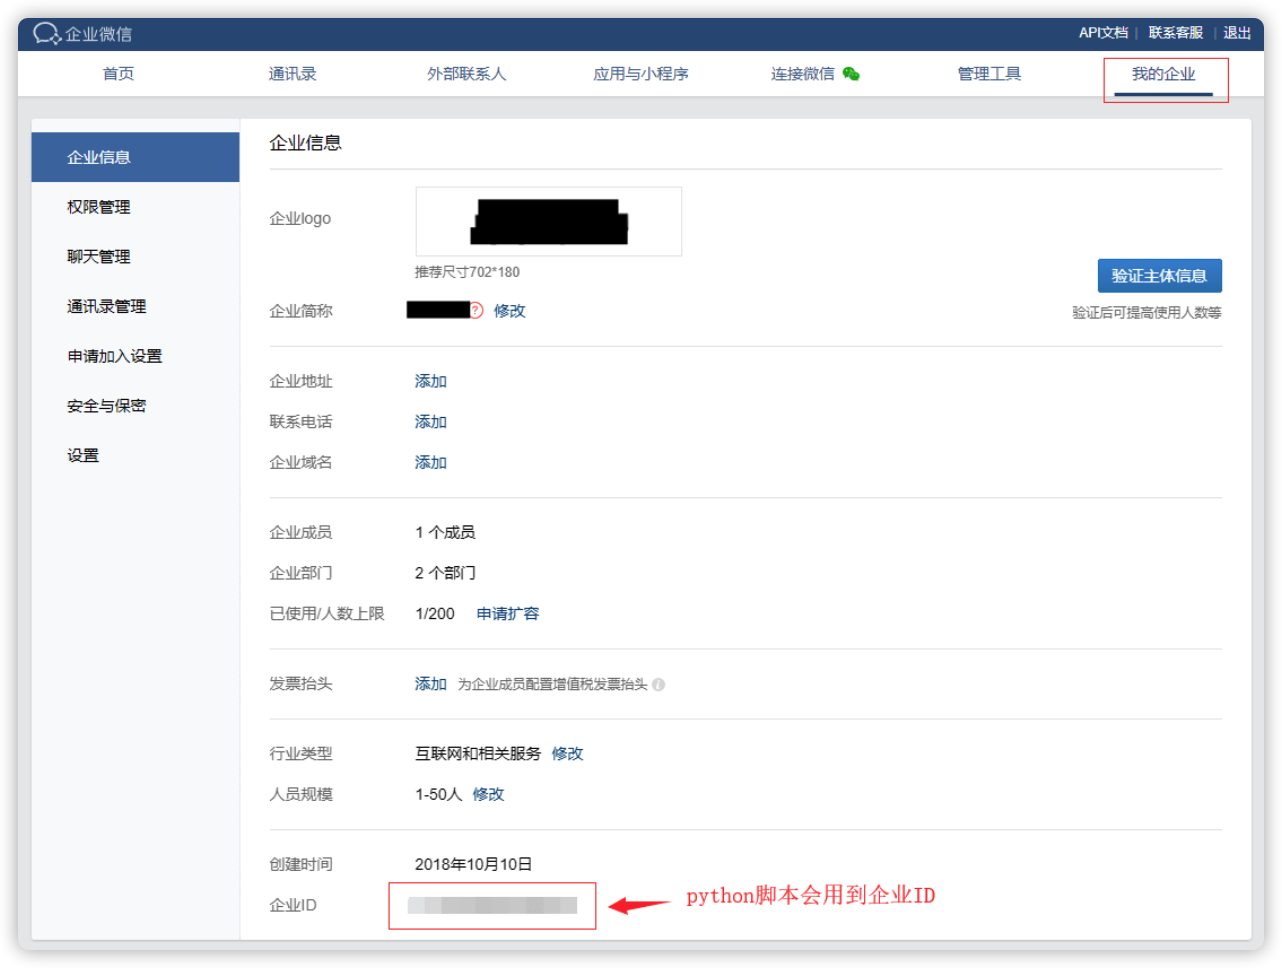 企业微信
API文档 | 联系客服 | 退出
首页 通讯录 外部联系人 应用与小程序 连接微信 管理工具 我的企业
企业信息
权限管理
聊天管理
通讯录管理
申请加入设置
安全与保密
设置
企业信息
企业logo
推荐尺寸702*180
验证主体信息
验证后可提高使用人数等
企业简称 ? 修改
企业地址 添加
联系电话 添加
企业域名 添加
企业成员 1 个成员
企业部门 2 个部门
已使用/人数上限 1/200 申请扩容
发票抬头 添加 为企业成员配置增值税发票抬头 i
行业类型 互联网和相关服务 修改
人员规模 1-50人 修改
创建时间 2018年10月10日
企业ID python脚本会用到企业ID